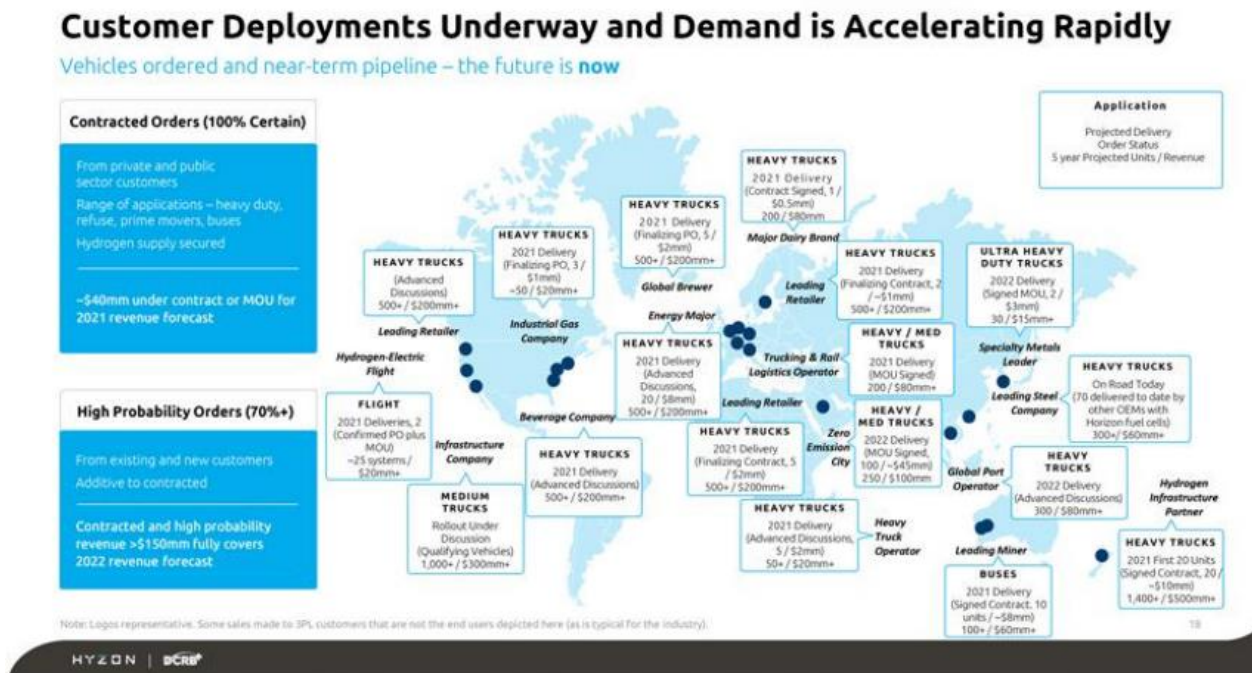 Customer Deployments Underway and Demand is Accelerating Rapidly
Vehicles ordered and near-term pipeline – the future is now
Contracted Orders (100% Certain)
From private and public
sector customers
Range of applications – heavy duty,
refuse, prime movers, buses
Hydrogen supply secured
~$40mm under contract or MOU for
2021 revenue forecast
High Probability Orders (70%+)
From existing and new customers
Additive to contracted
Contracted and high probability
revenue >$150mm fully covers
2022 revenue forecast
Application
Projected Delivery
Order Status
5 year Projected Units / Revenue
HEAVY TRUCKS
(Advanced
Discussions)
500+ / $200mm+
Leading Retailer
HEAVY TRUCKS
2021 Delivery
(Finalizing PO, 3 /
$1mm)
~50 / $20mm+
Industrial Gas
Company
HEAVY TRUCKS
2021 Delivery
(Finalizing PO, 5 /
$2mm)
500+ / $200mm+
Global Brewer
HEAVY TRUCKS
2021 Delivery
(Contract Signed, 1 /
$0.5mm)
200 / $80mm
Major Dairy Brand
HEAVY TRUCKS
2021 Delivery
(Finalizing Contract, 2
/ ~$1mm)
500+ / $200mm+
Leading
Retailer
ULTRA HEAVY
DUTY TRUCKS
2022 Delivery
(Signed MOU, 2 /
$3mm)
30 / $15mm+
Specialty Metals
Leader
Hydrogen-Electric
Flight
FLIGHT
2021 Deliveries, 2
(Confirmed PO plus
MOU)
~25 systems /
$20mm+
Energy Major
HEAVY TRUCKS
2021 Delivery
(Advanced
Discussions,
20 / $8mm)
500+ / $200mm+
Trucking & Rail
Logistics Operator
HEAVY / MED
TRUCKS
2021 Delivery
(MOU Signed)
200 / $80mm+
Leading Steel
Company
HEAVY TRUCKS
On Road Today
(70 delivered to date by
other OEMs with
Horizon fuel cells)
300+ / $60mm+
Infrastructure
Company
MEDIUM
TRUCKS
Rollout Under
Discussion
(Qualifying Vehicles)
1,000+ / $300mm+
Beverage Company
HEAVY TRUCKS
2021 Delivery
(Advanced Discussions)
500+ / $200mm+
Leading Retailer
HEAVY TRUCKS
2021 Delivery
(Finalizing Contract, 5
/ $2mm)
500+ / $200mm+
Zero
Emission
City
HEAVY /
MED TRUCKS
2022 Delivery
(MOU Signed,
100 / ~$45mm)
250 / $100mm
Global Port
Operator
HEAVY
TRUCKS
2022 Delivery
(Advanced Discussions)
300 / $80mm+
HEAVY TRUCKS
2021 Delivery
(Advanced Discussions,
5 / $2mm)
50+ / $20mm+
Heavy
Truck
Operator
Leading Miner
BUSES
2021 Delivery
(Signed Contract, 10
units / ~$8mm)
100+ / $60mm+
Hydrogen
Infrastructure
Partner
HEAVY TRUCKS
2021 First 20 Units
(Signed Contract, 20 /
~$10mm)
1,400+ / $500mm+
Note: Logos representative. Some sales made to 3PL customers that are not the end users depicted here (as is typical for the industry).
18
HYZON | DCRB+